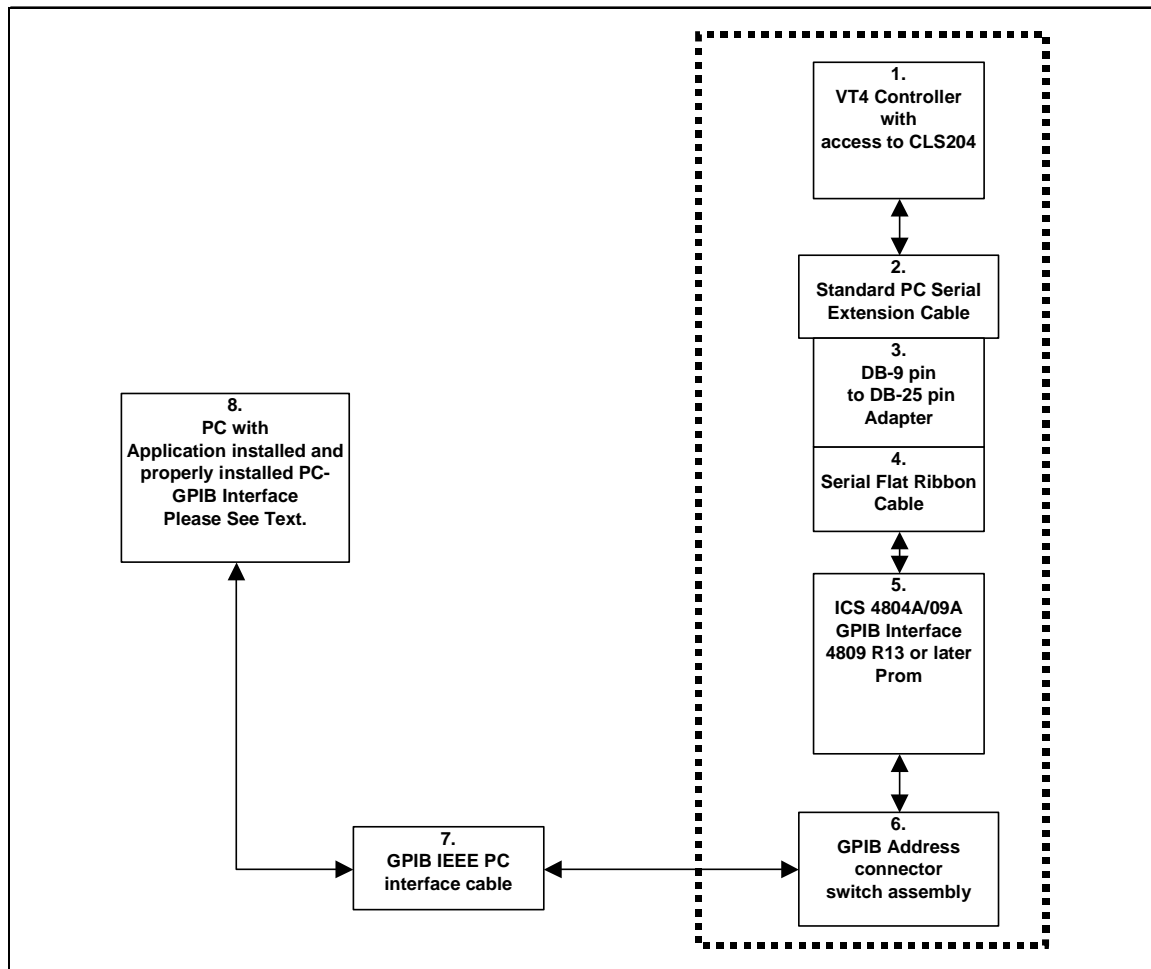 1.
VT4 Controller
with
access to CLS204
2.
Standard PC Serial
Extension Cable
3.
DB-9 pin
to DB-25 pin
Adapter
4.
Serial Flat Ribbon
Cable
5.
ICS 4804A/09A
GPIB Interface
4809 R13 or later
Prom
6.
GPIB Address
connector
switch assembly
7.
GPIB IEEE PC
interface cable
8.
PC with
Application installed and
properly installed PC-
GPIB Interface
Please See Text.